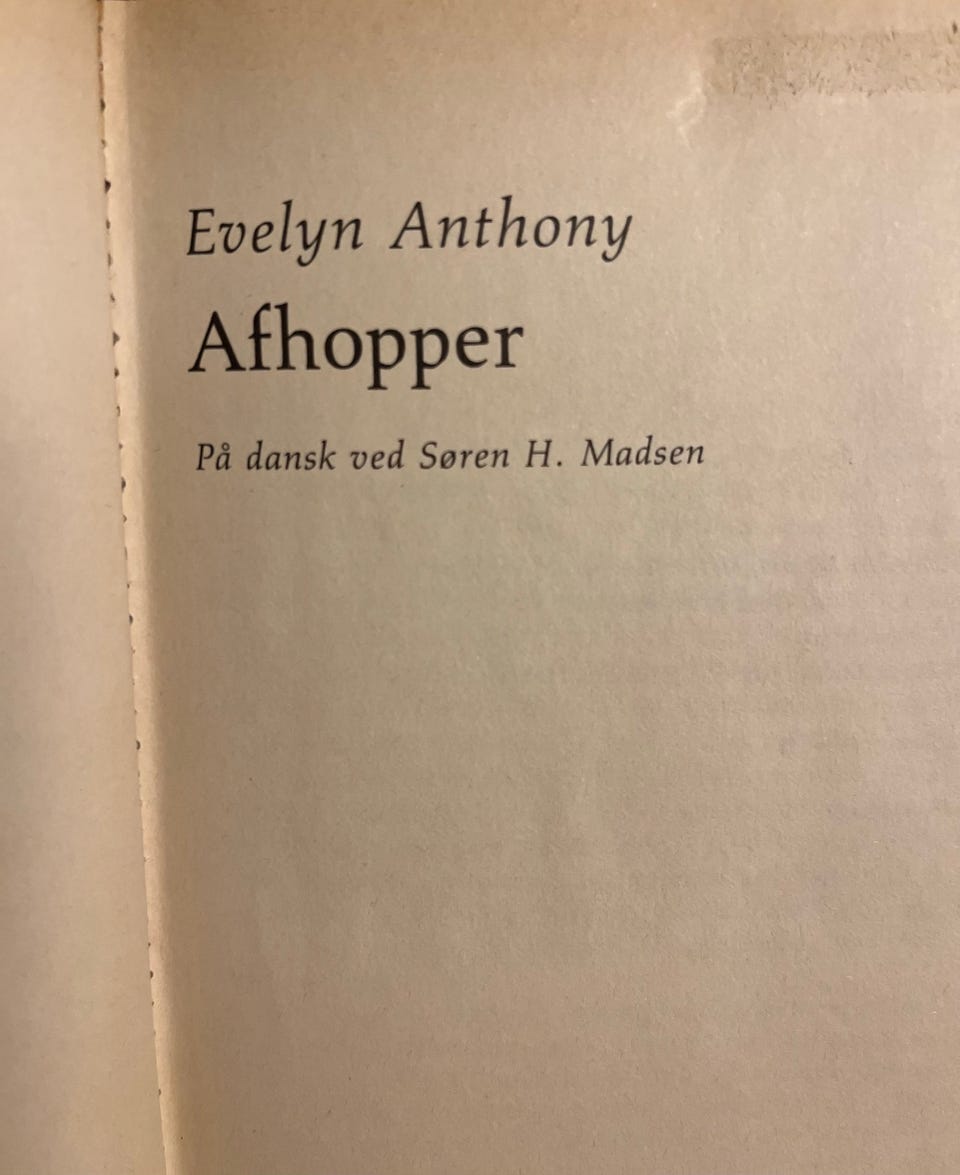 Evelyn Anthony
Afhopper
På dansk ved Søren H. Madsen